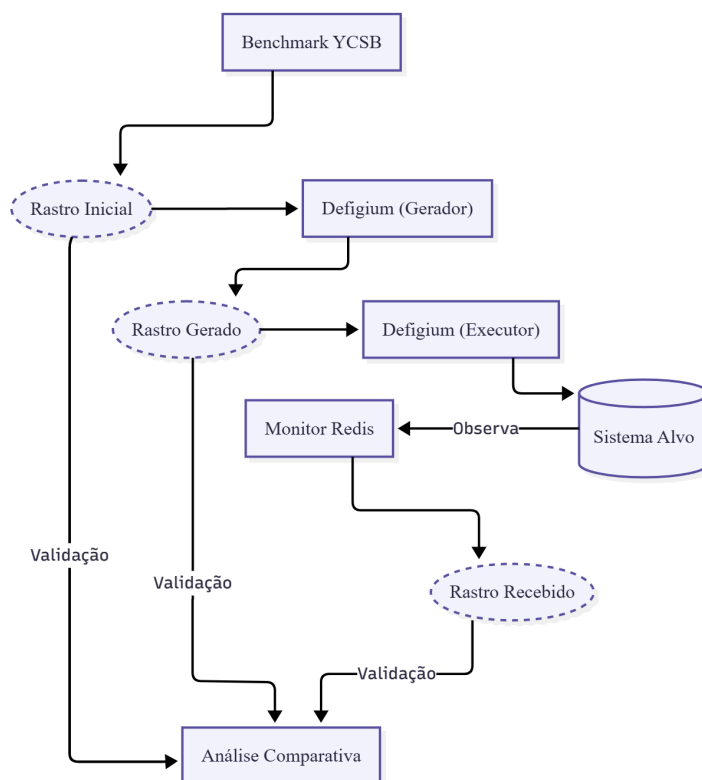 Benchmark YCSB
Rastro Inicial
Defigium (Gerador)
Rastro Gerado
Defigium (Executor)
Monitor Redis
Observa
Sistema Alvo
Validação
Validação
Rastro Recebido
Validação
Análise Comparativa